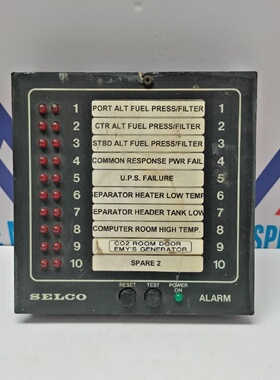 1 PORT ALT FUEL PRESS/FILTER 1
2 CTR ALT FUEL PRESS/FILTER 2
3 STBD ALT FUEL PRESS/FILTER 3
4 COMMON RESPONSE PWR FAIL 4
5 U.P.S. FAILURE 5
6 EPARATOR HEATER LOW TEMP 6
7 EPARATOR HEADER TANK LOW 7
8 COMPUTER ROOM HIGH TEMP. 8
9 CO2 ROOM DOOR 9
EMY'S GENERATOR
10 SPARE 2 10
SELCO RESET TEST POWER ON ALARM